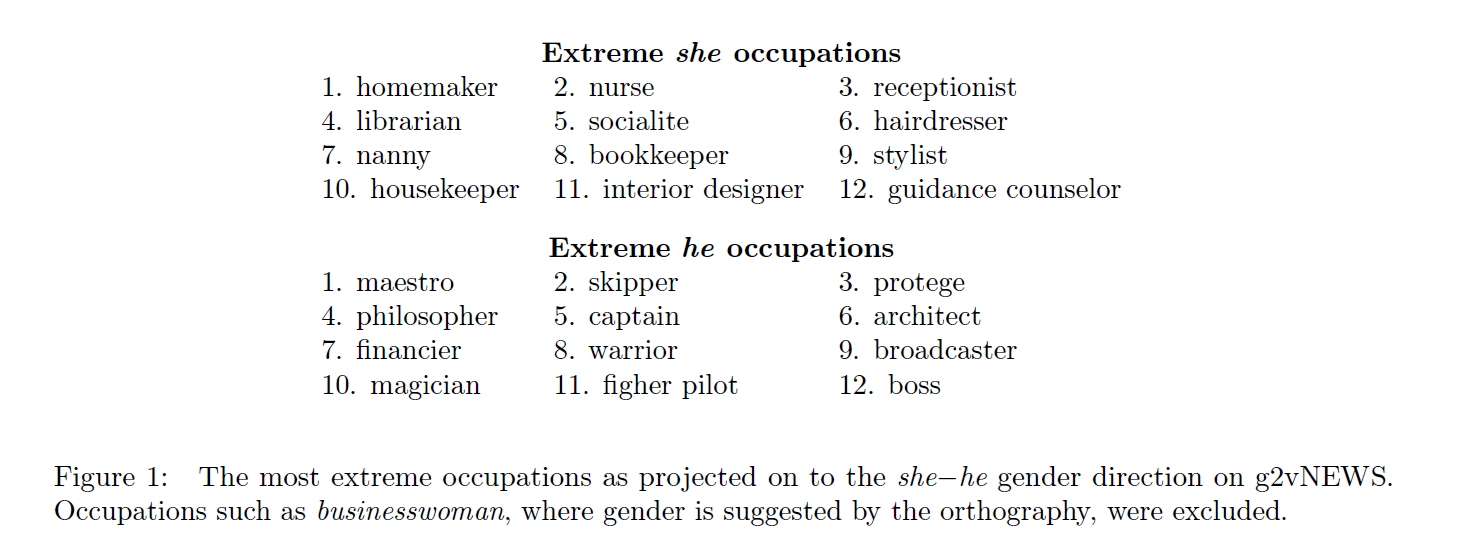 Extreme she occupations
1. homemaker 2. nurse 3. receptionist
4. librarian 5. socialite 6. hairdresser
7. nanny 8. bookkeeper 9. stylist
10. housekeeper 11. interior designer 12. guidance counselor
Extreme he occupations
1. maestro 2. skipper 3. protege
4. philosopher 5. captain 6. architect
7. financier 8. warrior 9. broadcaster
10. magician 11. figher pilot 12. boss
Figure 1: The most extreme occupations as projected on to the she−he gender direction on g2vNEWS.
Occupations such as businesswoman, where gender is suggested by the orthography, were excluded.